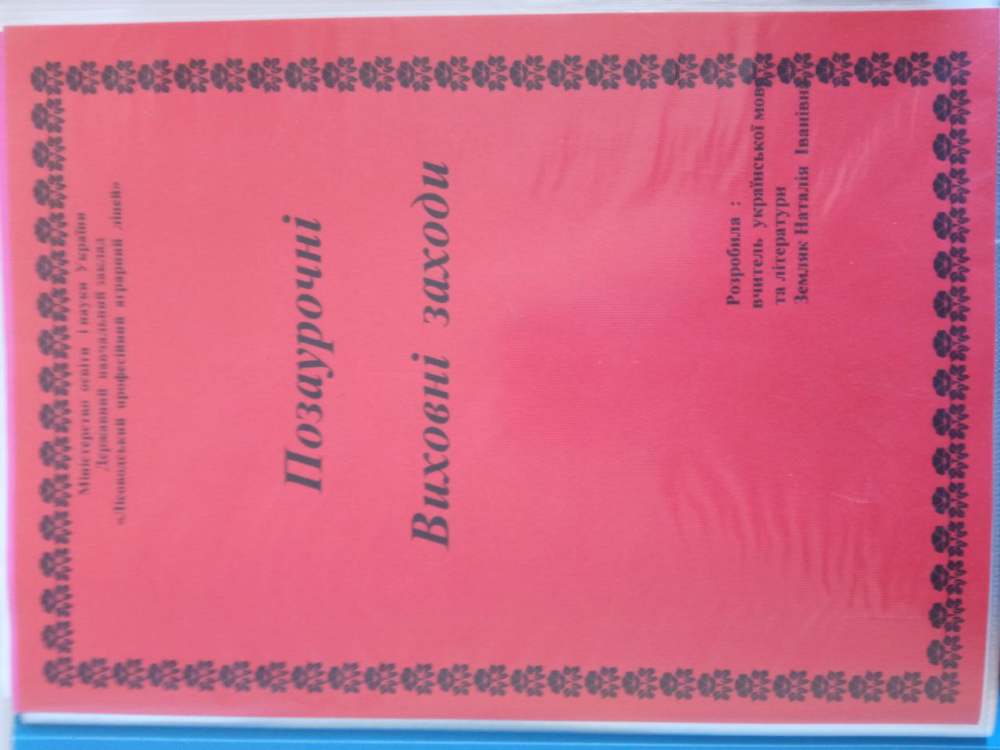 Міністерство освіти і науки України
Державний навчальний заклад
«Лісоводський професійний аграрний ліцей»
Позаурочні
Виховні заходи
Розробила :
вчитель української мови
та літератури
Земляк Наталія Іванівна